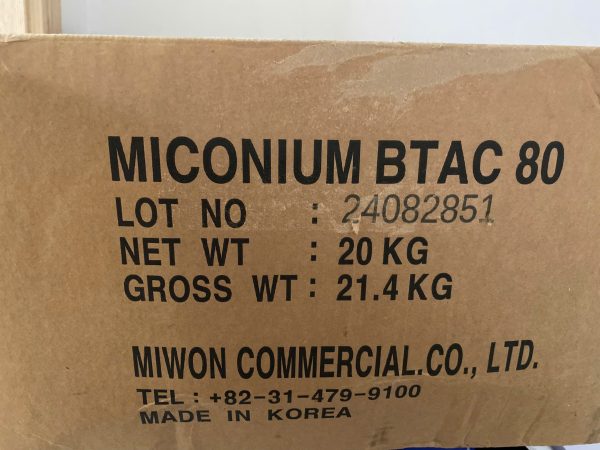 MICONIUM BTAC 80
LOT NO : 24082851
NET WT : 20 KG
GROSS WT : 21.4 KG
MIWON COMMERCIAL.CO., LTD.
TEL : +82-31-479-9100
MADE IN KOREA